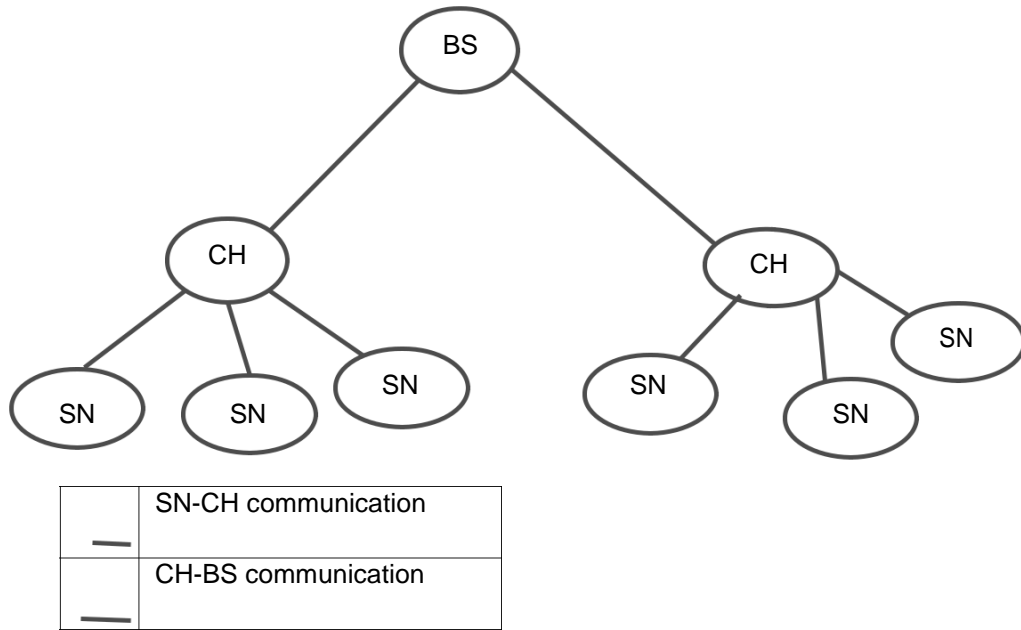 BS
CH
CH
SN
SN
SN
SN
SN
SN
SN-CH communication
CH-BS communication